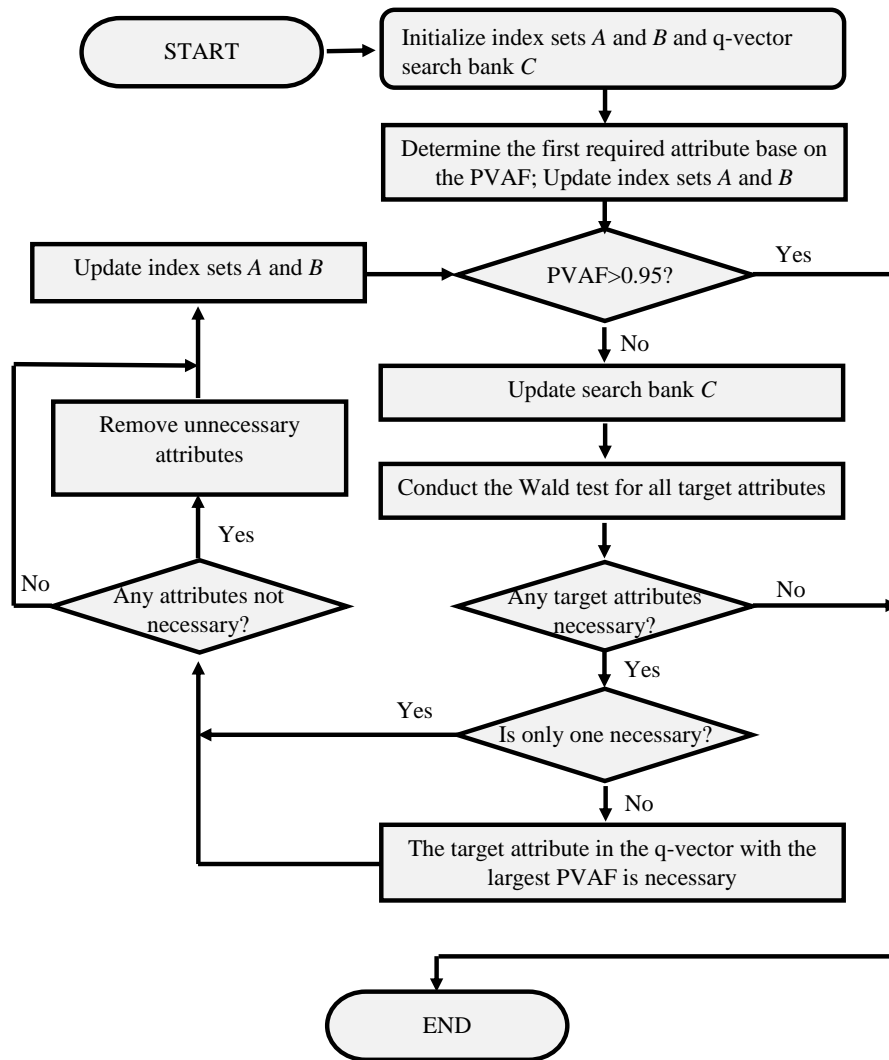 START
Initialize index sets A and B and q-vector
search bank C
Determine the first required attribute base on
the PVAF; Update index sets A and B
Update index sets A and B
PVAF>0.95?
Yes
No
Update search bank C
Remove unnecessary
attributes
Conduct the Wald test for all target attributes
Yes
No
Any attributes not
necessary?
Any target attributes
necessary?
No
Yes
Yes
Is only one necessary?
No
The target attribute in the q-vector with the
largest PVAF is necessary
END